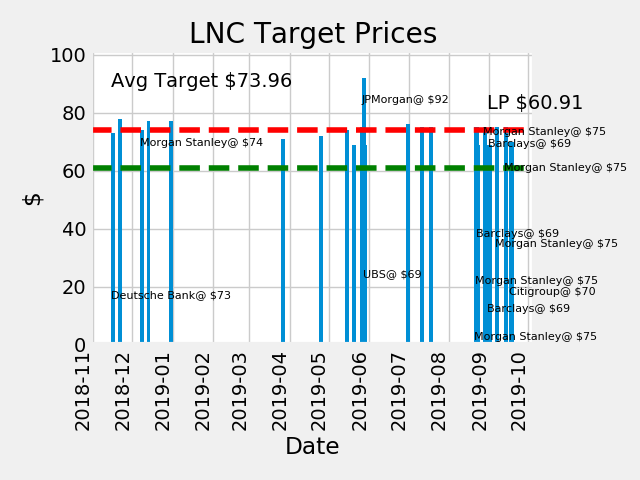 LNC Target Prices
100
Avg Target $73.96
JPMorgan@ $92
LP $60.91
80
Morgan Stanley@ $75
Morgan Stanley@ $74
Barclays@ $69
Morgan Stanley@ $75
60
$
40
Barclays@ $69
Morgan Stanley@ $75
UBS@ $69
Morgan Stanley@ $75
20
Deutsche Bank@ $73
Citigroup@ $70
Barclays@ $69
Morgan Stanley@ $75
0
2018-11
2018-12
2019-01
2019-02
2019-03
2019-04
2019-05
2019-06
2019-07
2019-08
2019-09
2019-10
Date